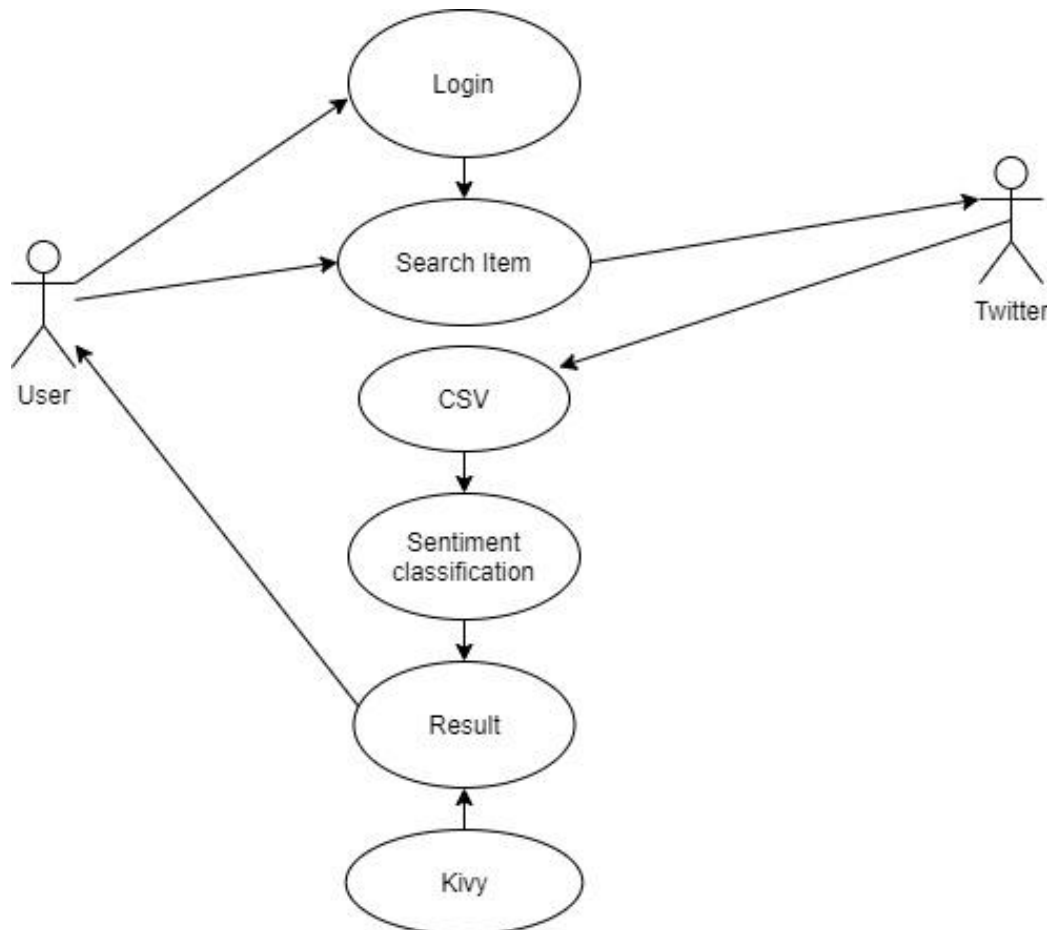 Login
Search Item
Twitter
User
CSV
Sentiment
classification
Result
Kivy